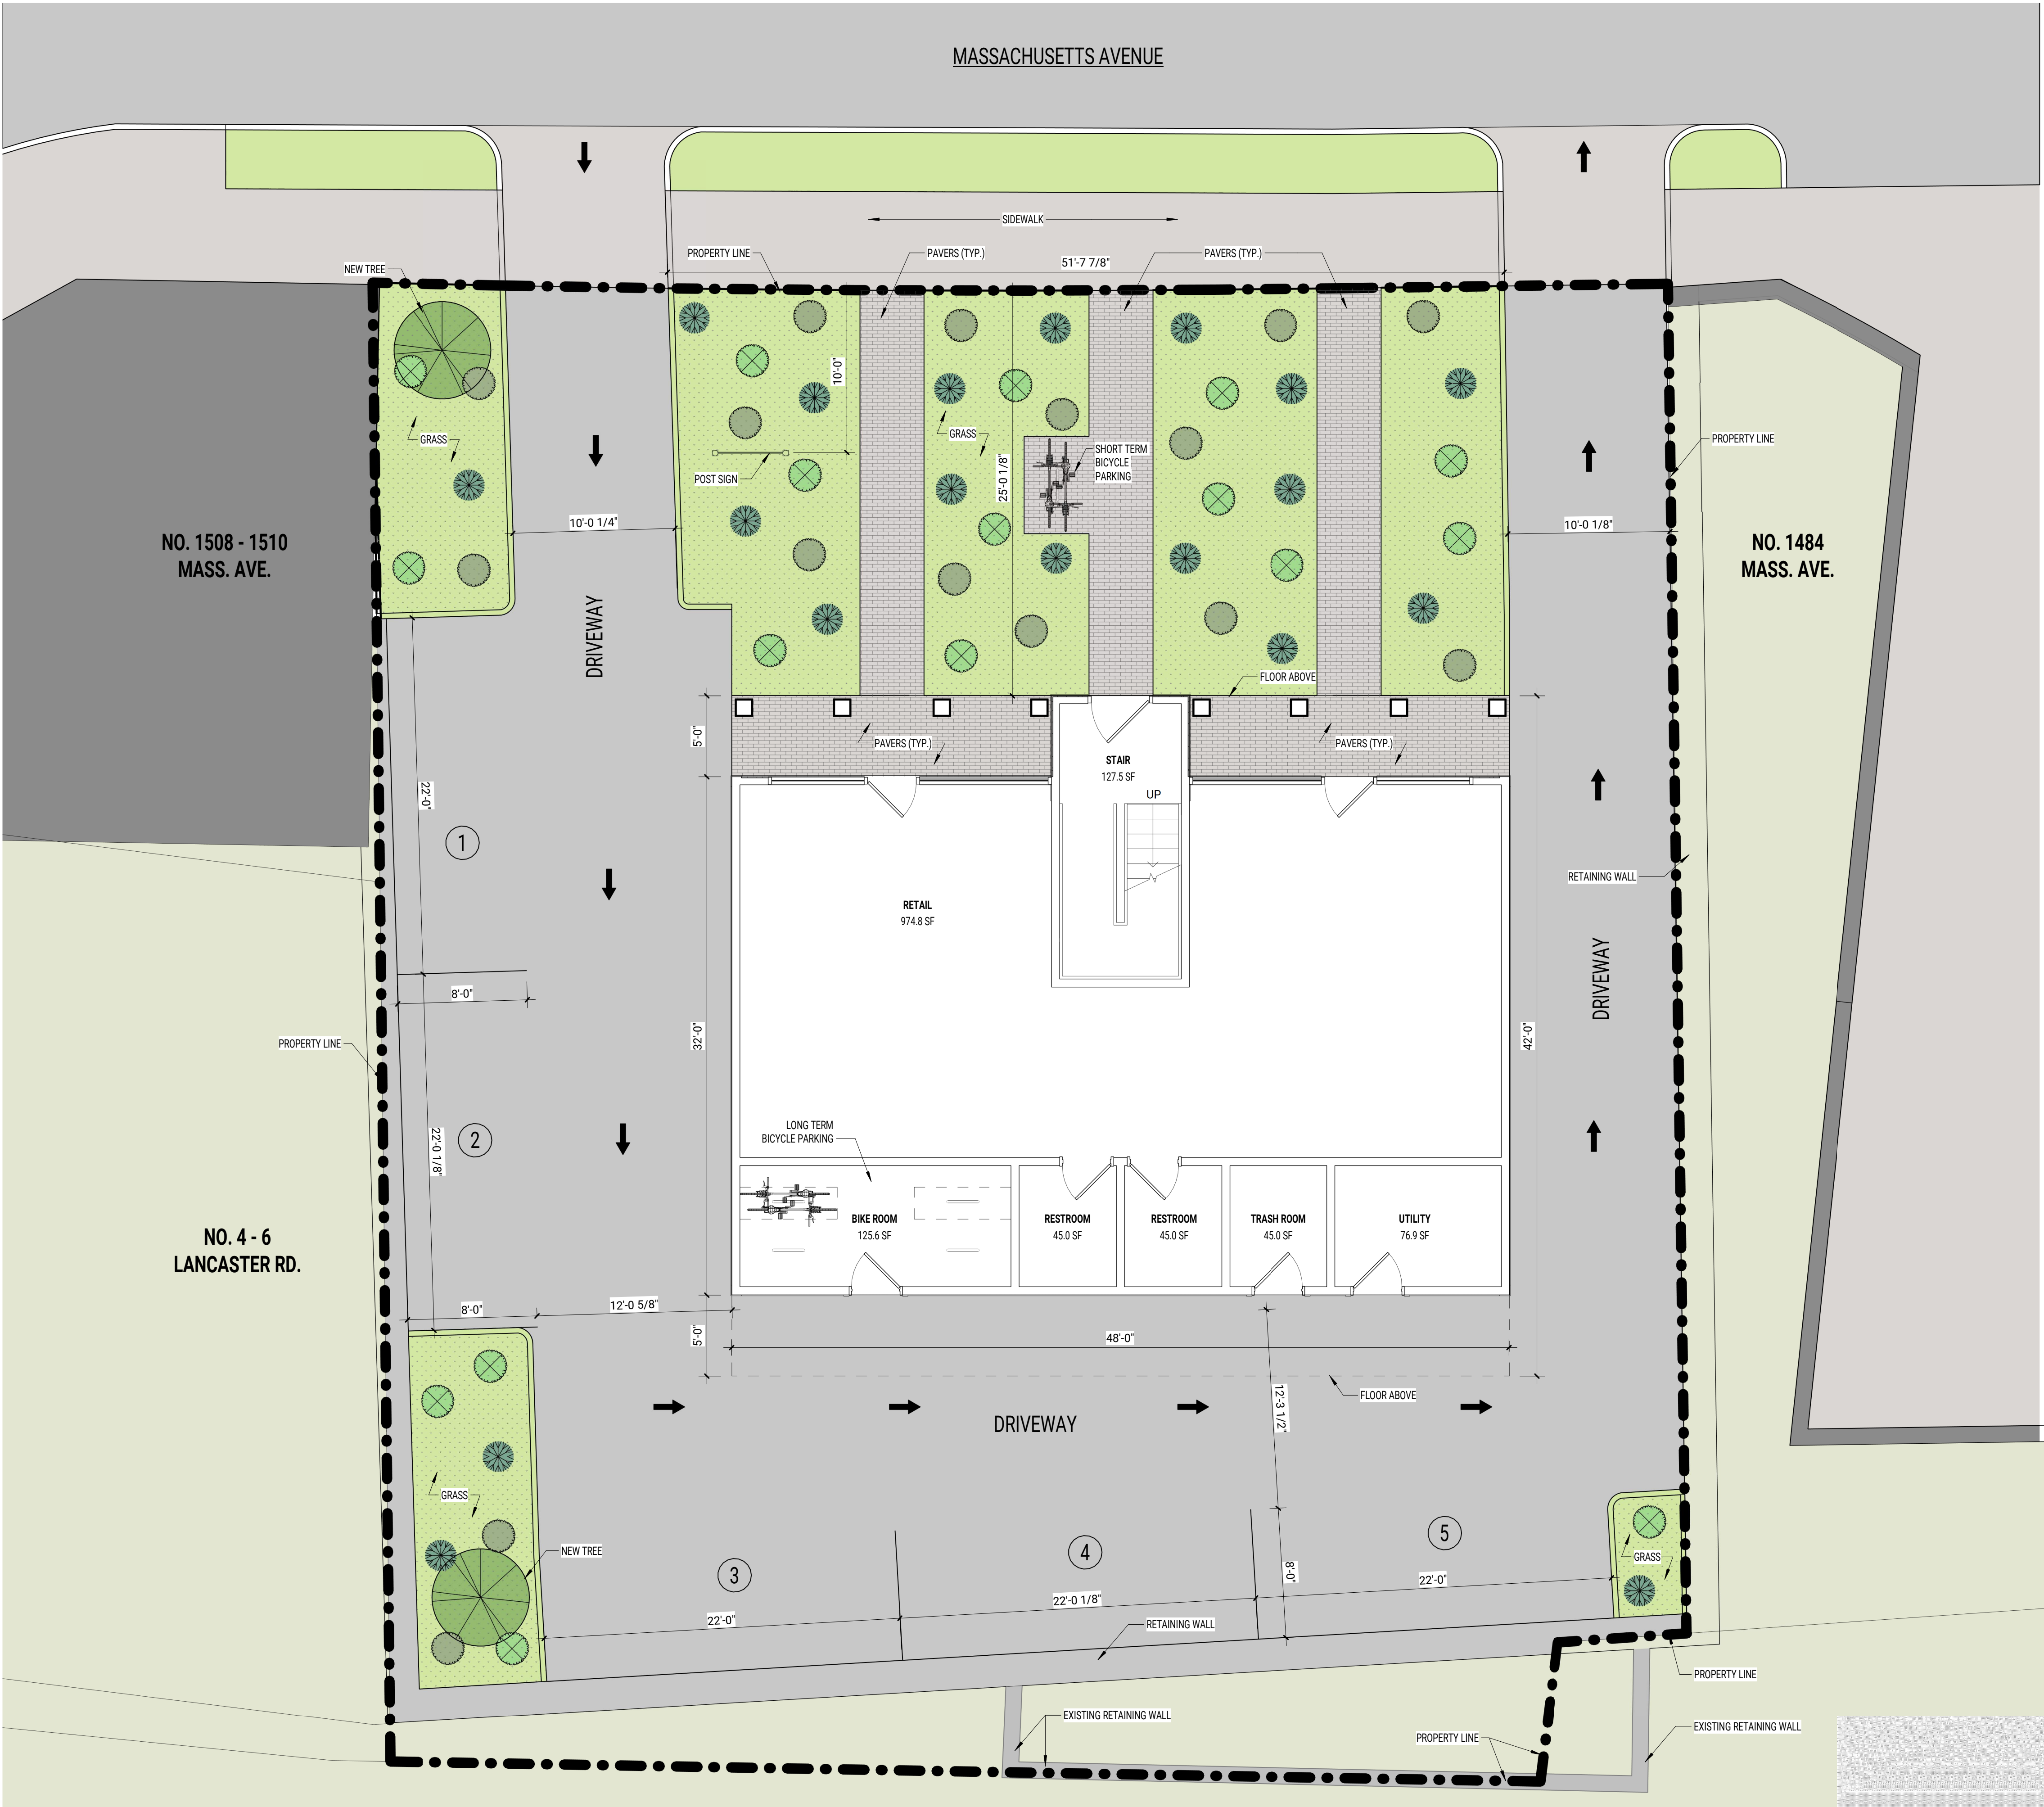 MASSACHUSETTS AVENUE
SIDEWALK
PROPERTY LINE
PAVERS (TYP.)
PAVERS (TYP.)
51'-7 7/8"
NEW TREE
10'-0"
GRASS
GRASS
SHORT TERM
BICYCLE
PARKING
PROPERTY LINE
POST SIGN
25'-0 1/8"
10'-0 1/4"
10'-0 1/8"
NO. 1508 - 1510
MASS. AVE.
NO. 1484
MASS. AVE.
DRIVEWAY
FLOOR ABOVE
5'-0"
PAVERS (TYP.)
PAVERS (TYP.)
STAIR
127.5 SF
UP
22'-0"
1
RETAINING WALL
RETAIL
974.8 SF
DRIVEWAY
8'-0"
32'-0"
42'-0"
PROPERTY LINE
LONG TERM
BICYCLE PARKING
2
22'-0 1/8"
BIKE ROOM
125.6 SF
RESTROOM
45.0 SF
RESTROOM
45.0 SF
TRASH ROOM
45.0 SF
UTILITY
76.9 SF
NO. 4 - 6
LANCASTER RD.
8'-0"
12'-0 5/8"
5'-0"
48'-0"
FLOOR ABOVE
12'-3 1/2"
DRIVEWAY
GRASS
NEW TREE
3
4
5
8'-0"
GRASS
22'-0"
22'-0 1/8"
22'-0"
RETAINING WALL
PROPERTY LINE
EXISTING RETAINING WALL
PROPERTY LINE
EXISTING RETAINING WALL